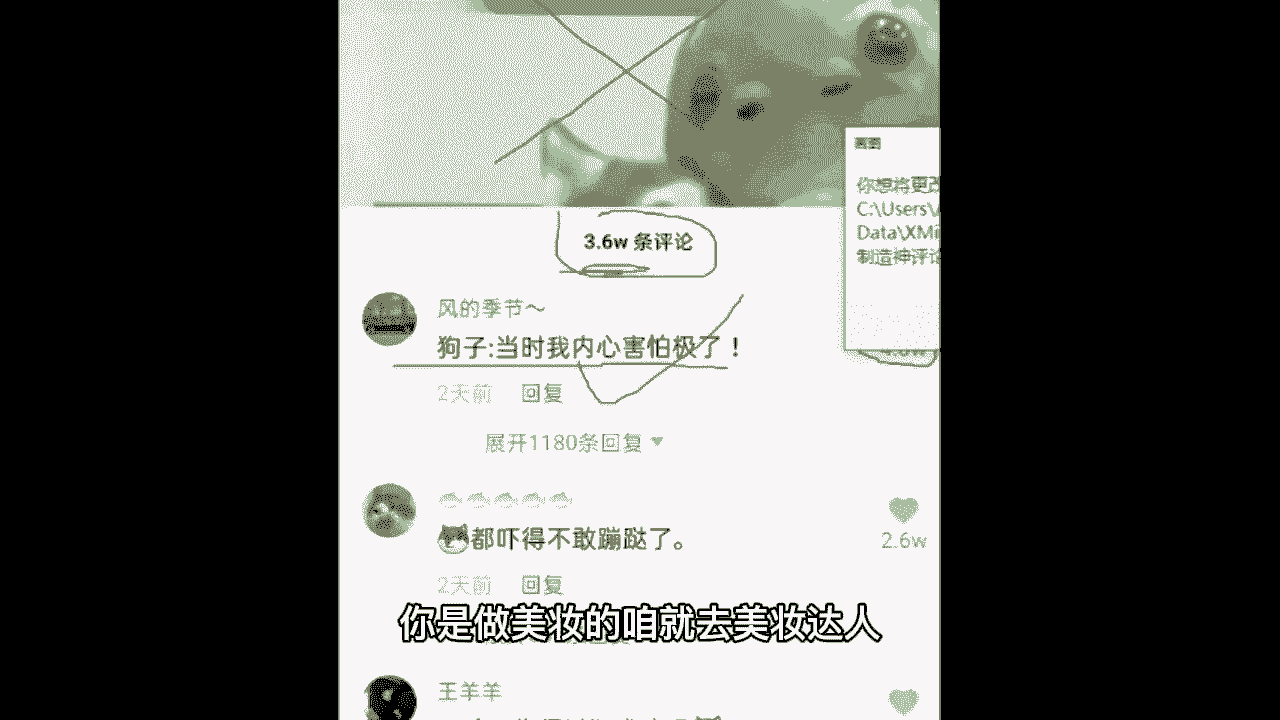 你想将更改
C:\Users\
Data\XMi
制造神评论
3.6w 条评论
风的季节～
狗子:当时我内心害怕极了！
2天前 回复
展开1180条回复
都吓得不敢蹦跶了。
2.6w
2天前 回复
你是做美妆的咱就去美妆达人
王羊羊